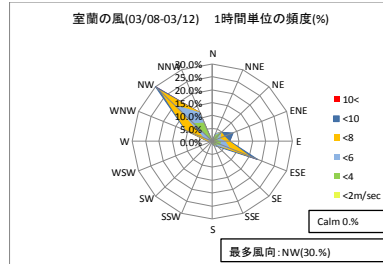 室蘭の風(03/08-03/12) 1時間単位の頻度(%)
N
NNE
NE
ENE
E
ESE
SE
SSE
S
SSW
SW
WSW
W
WNW
NW
NNW
30.0%
25.0%
20.0%
15.0%
10.0%
5.0%
0.0%
10<
<10
<8
<6
<4
<2m/sec
Calm 0.%
最多風向:NW(30.%)